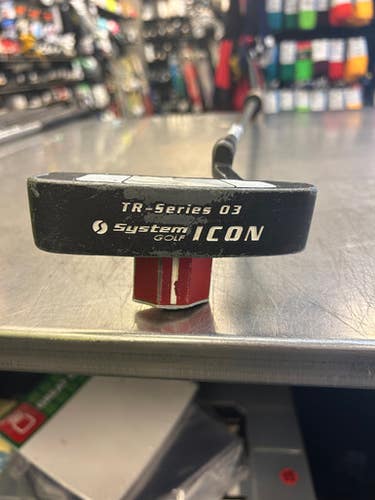 TR-Series 03
System
GOLF
ICON